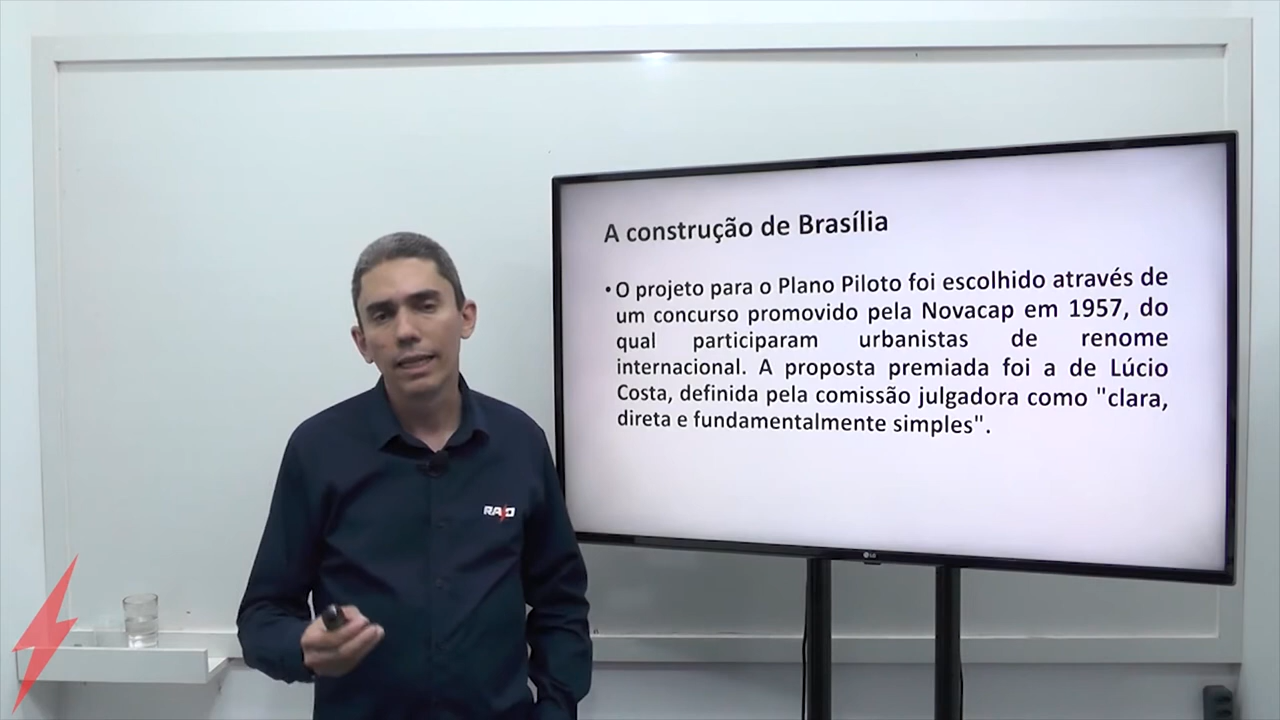 A construção de Brasília
• O projeto para o Plano Piloto foi escolhido através de
um concurso promovido pela Novacap em 1957, do
qual participaram urbanistas de renome
internacional. A proposta premiada foi a de Lúcio
Costa, definida pela comissão julgadora como "clara,
direta e fundamentalmente simples".
RAIO
LG